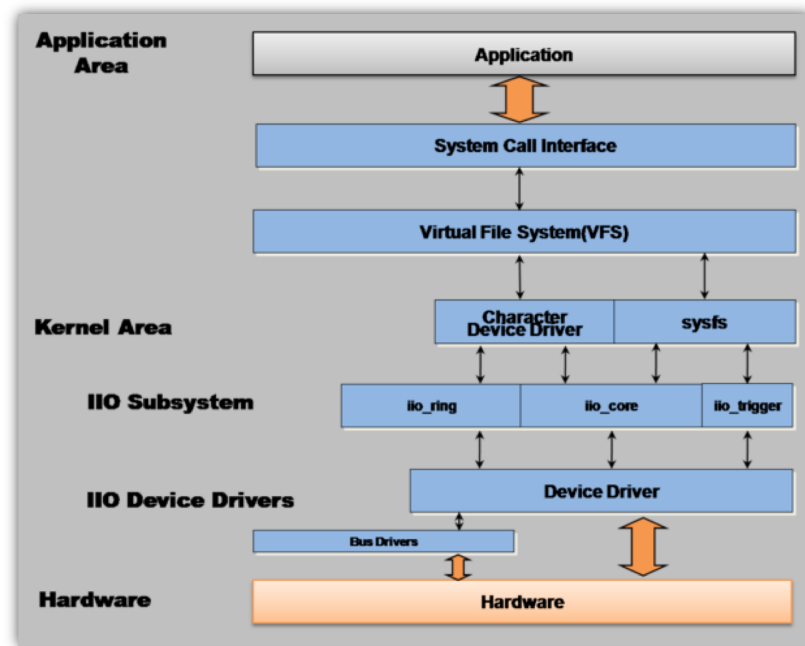 Application
Area
Application
System Call Interface
Virtual File System(VFS)
Kernel Area
Character
Device Driver
sysfs
IIO Subsystem
iio_ring
iio_core
iio_trigger
IIO Device Drivers
Device Driver
Bus Drivers
Hardware
Hardware